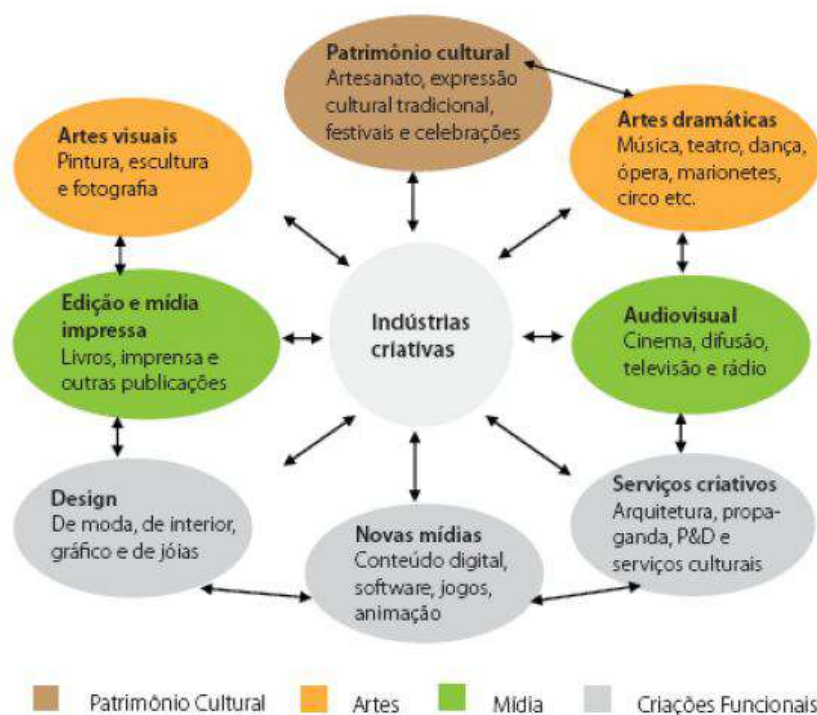 Patrimônio cultural
Artesanato, expressão
cultural tradicional,
festivais e celebrações
Artes visuais
Pintura, escultura
e fotografia
Artes dramáticas
Música, teatro, dança,
ópera, marionetes,
circo etc.
Edição e mídia
impressa
Livros, imprensa e
outras publicações
Indústrias
criativas
Audiovisual
Cinema, difusão,
televisão e rádio
Design
De moda, de interior,
gráfico e de jóias
Novas mídias
Conteúdo digital,
software, jogos,
animação
Serviços criativos
Arquitetura, propa-
ganda, P&D e
serviços culturais
Patrimônio Cultural
Artes
Mídia
Criações Funcionais